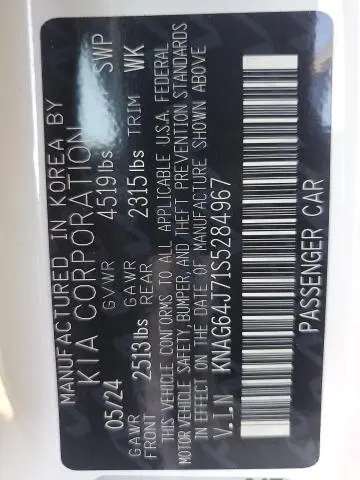 MANUFACTURED IN KOREA BY
KIA CORPORATION
05/24 GVWR 4519lbs SWP
GAWR FRONT 2513lbs GAWR REAR 2315lbs TRIM WK
THIS VEHICLE CONFORMS TO ALL APPLICABLE U.S.A. FEDERAL
MOTOR VEHICLE SAFETY, BUMPER, AND THEFT PREVENTION STANDARDS
IN EFFECT ON THE DATE OF MANUFACTURE SHOWN ABOVE
V.I.N KNAG64J71S5284967
PASSENGER CAR